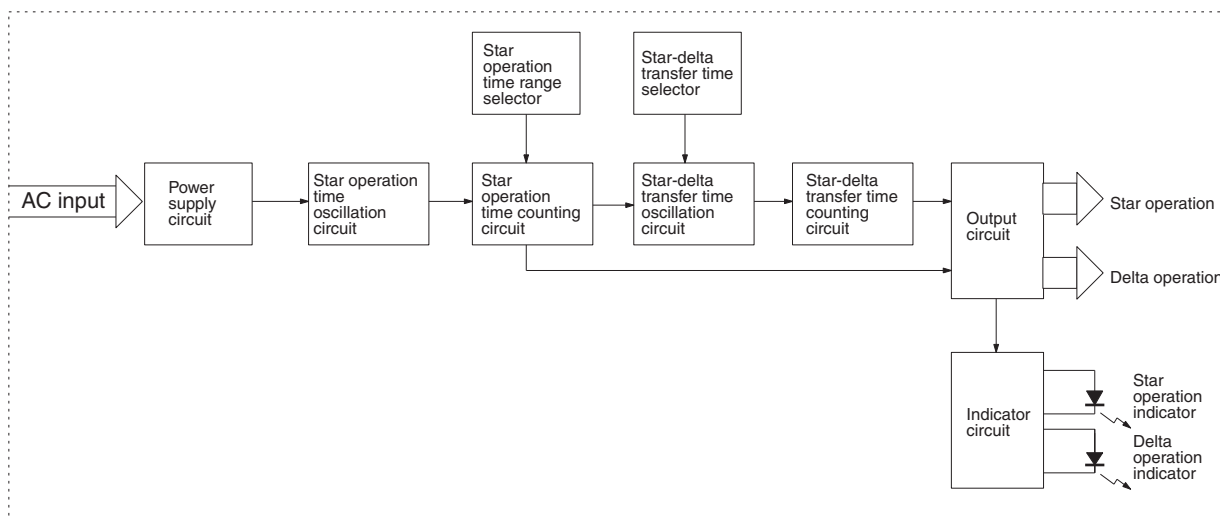 Star
operation
time range
selector
Star-delta
transfer time
selector
AC input
Power
supply
circuit
Star operation
time
oscillation
circuit
Star
operation
time counting
circuit
Star-delta
transfer time
oscillation
circuit
Star-delta
transfer time
counting
circuit
Output
circuit
Star operation
Delta operation
Indicator
circuit
Star
operation
indicator
Delta
operation
indicator